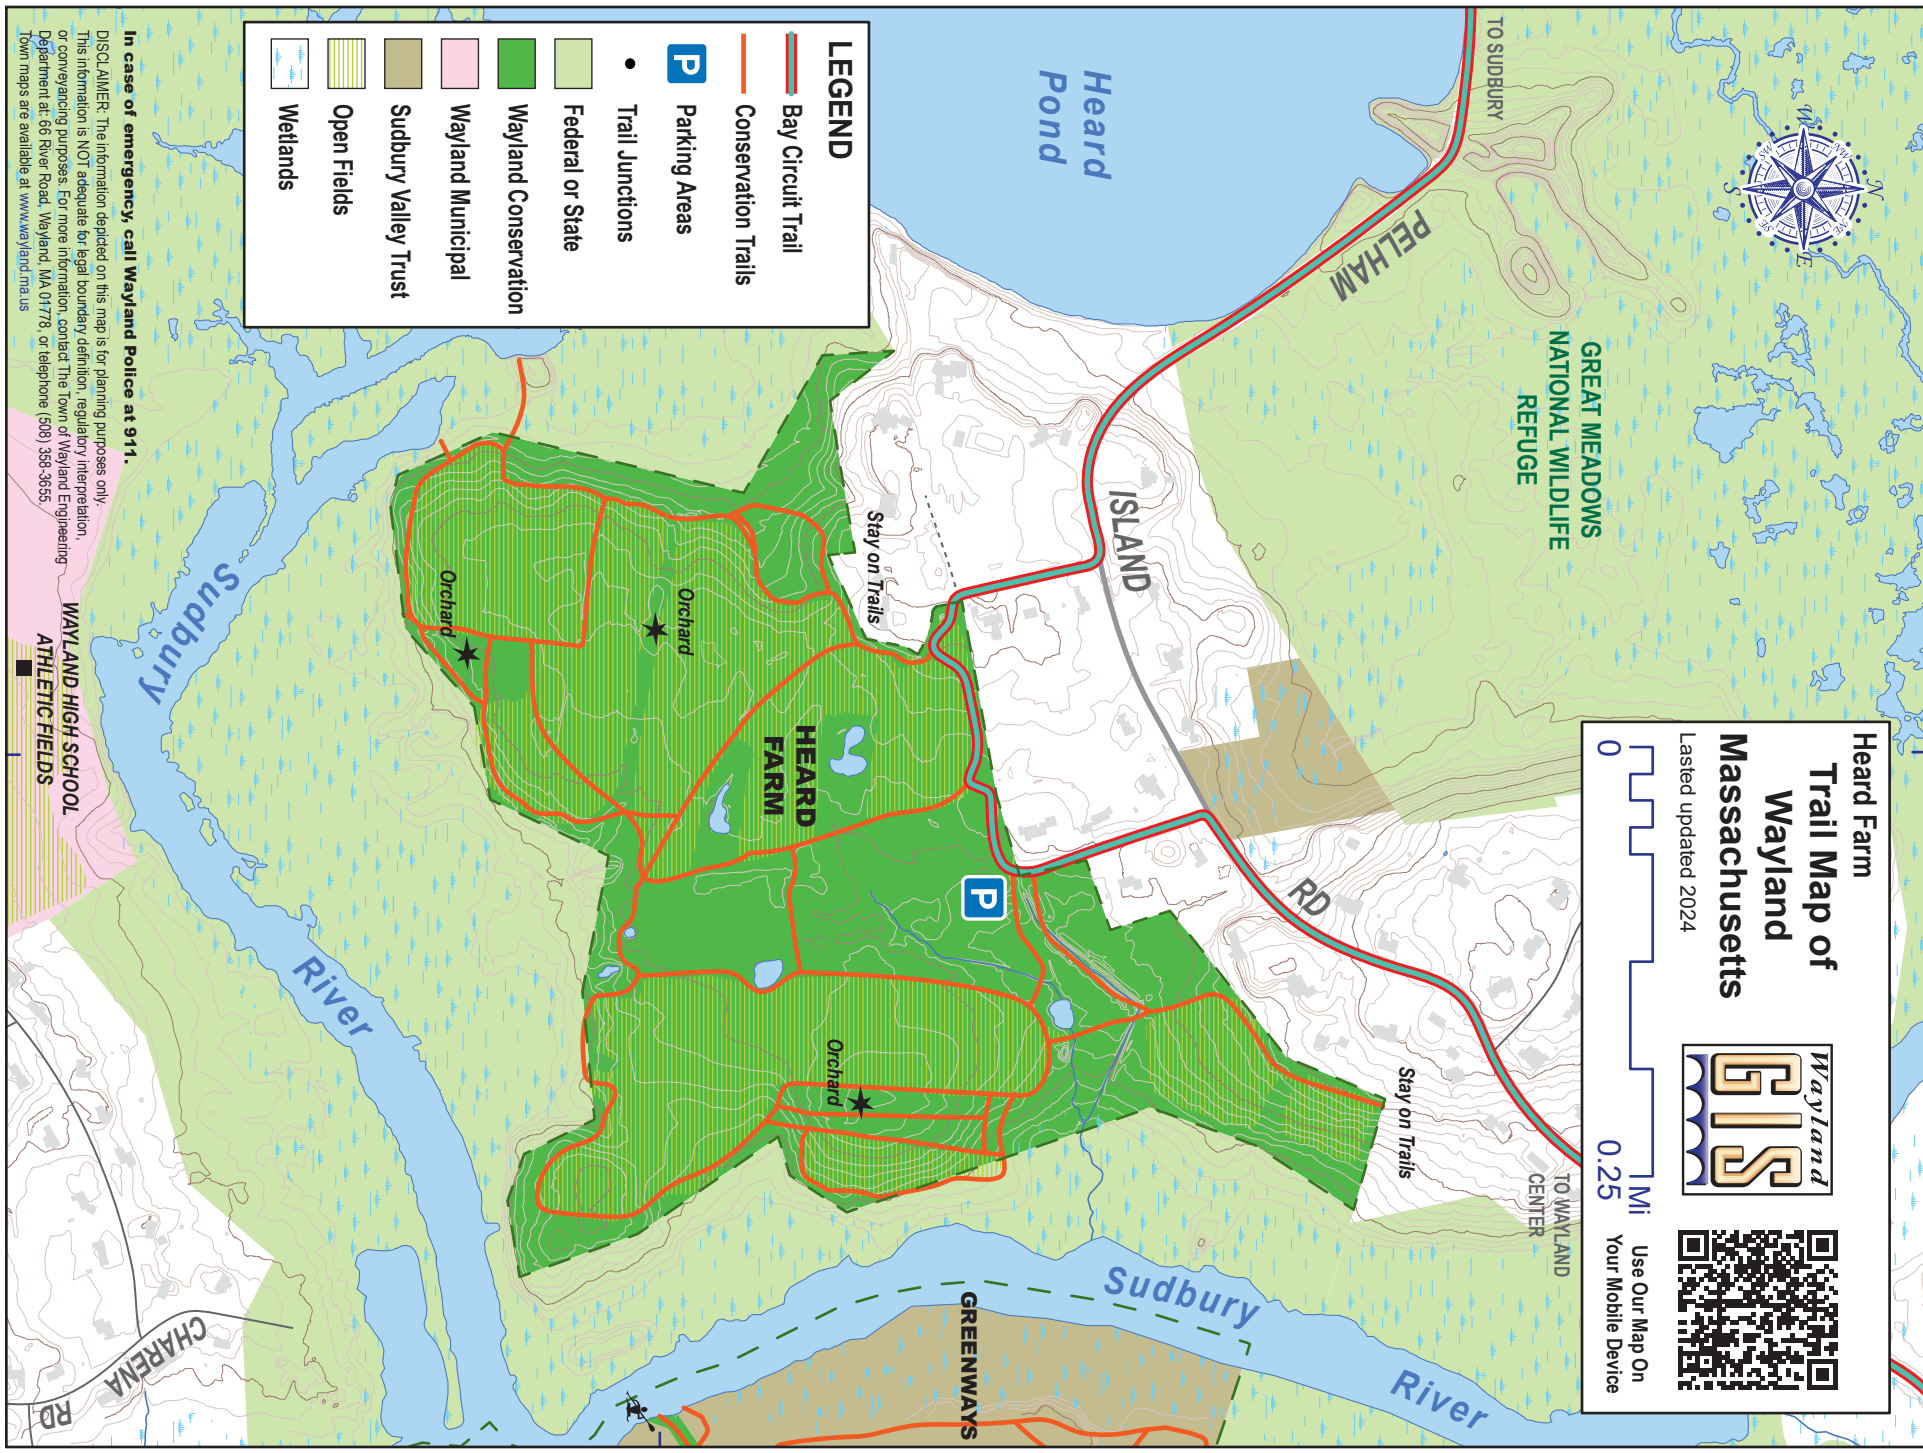 Heard Farm
Trail Map of
Wayland
Massachusetts
Lasted updated 2024
0
0.25
Mi
Wayland
GIS
Use Our Map On
Your Mobile Device
N
NE
E
SE
S
SW
W
NW
TO SUDBURY
PELHAM
ISLAND
RD
TO WAYLAND
CENTER
GREAT MEADOWS
NATIONAL WILDLIFE
REFUGE
Heard
Pond
Stay on Trails
Stay on Trails
P
HEARD
FARM
Orchard
Orchard
Orchard
Sudbury
River
GREENWAYS
Sudbury
River
WAYLAND HIGH SCHOOL
ATHLETIC FIELDS
CHARENA
RD
LEGEND
Bay Circuit Trail
Conservation Trails
P Parking Areas
Trail Junctions
Federal or State
Wayland Conservation
Wayland Municipal
Sudbury Valley Trust
Open Fields
Wetlands
In case of emergency, call Wayland Police at 911.
DISCLAIMER: The information depicted on this map is for planning purposes only.
This information is NOT adequate for legal boundary definition, regulatory interpretation,
or conveyancing purposes. For more information, contact The Town of Wayland Engineering
Department at: 66 River Road, Wayland, MA 01778, or telephone (508) 358-3655.
Town maps are available at www.wayland.ma.us